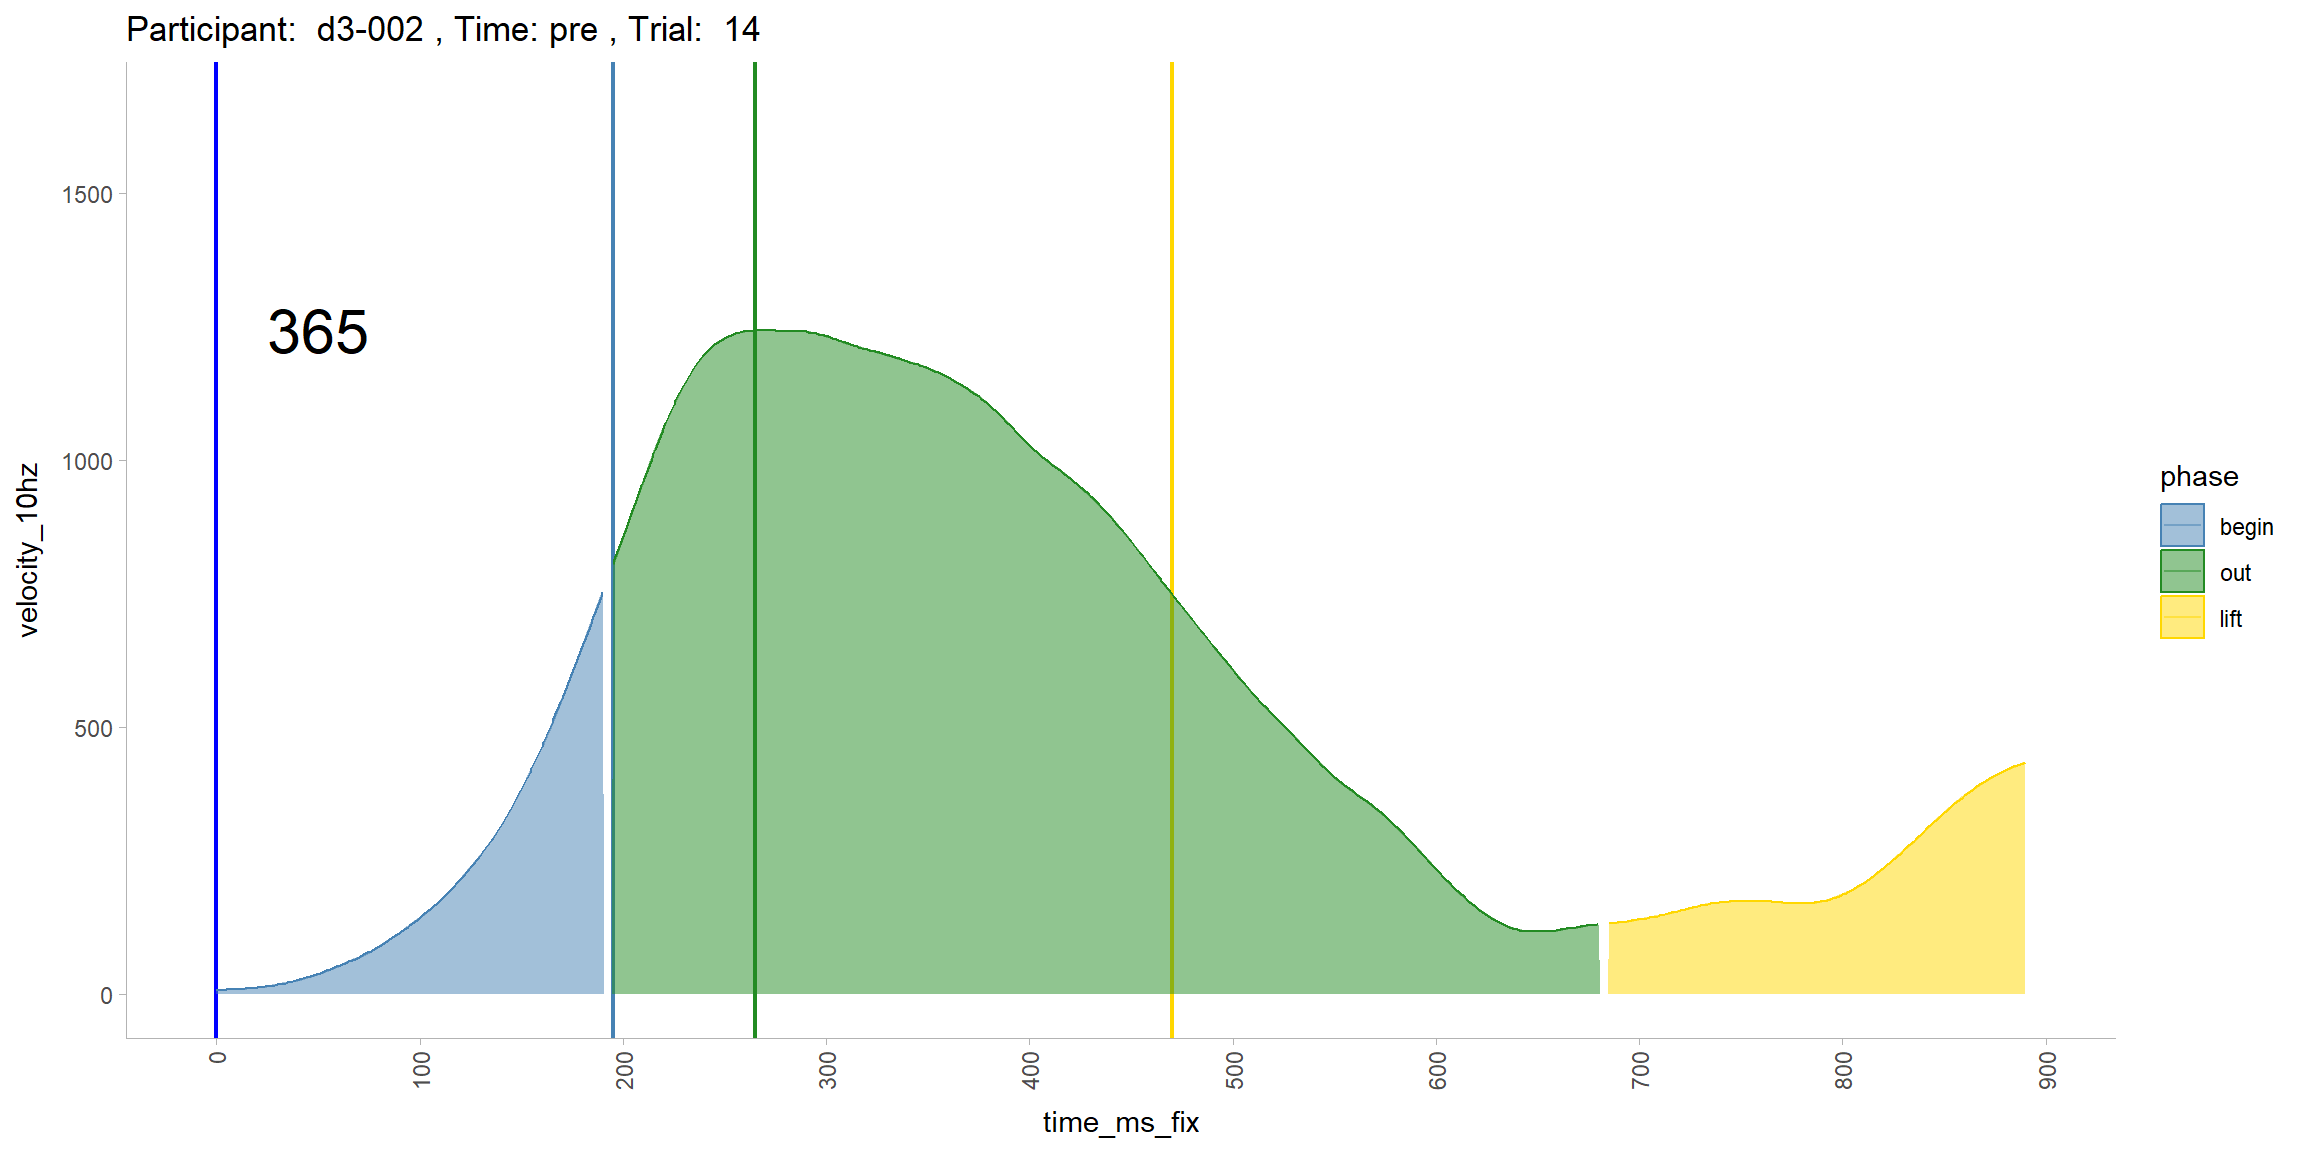 Participant:  d3-002 , Time: pre , Trial:  14
1500
1000
500
0
365
velocity_10hz
0 100 200 300 400 500 600 700 800 900
time_ms_fix
phase
begin
out
lift